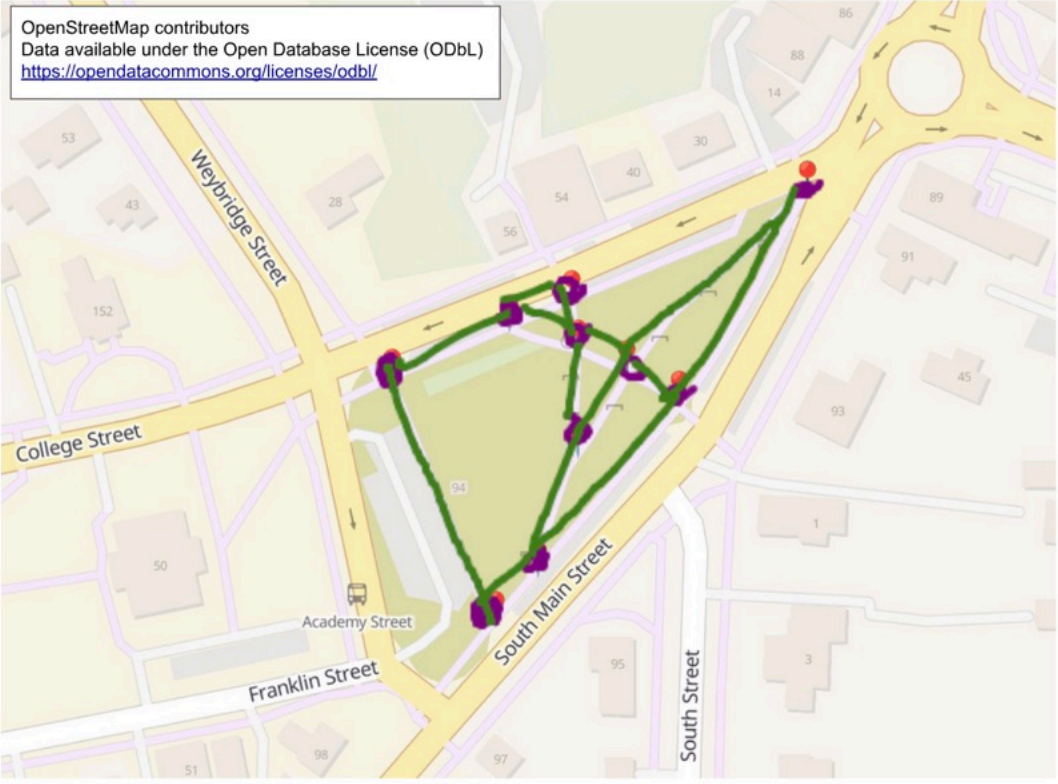 OpenStreetMap contributors
Data available under the Open Database License (ODbL)
https://opendatacommons.org/licenses/odbl/
86
88
14
53
30
40
Weybridge Street
28
54
43
89
56
91
152
45
93
College Street
94
1
50
Academy Street
South Main Street
95
3
Franklin Street
South Street
98
97
51